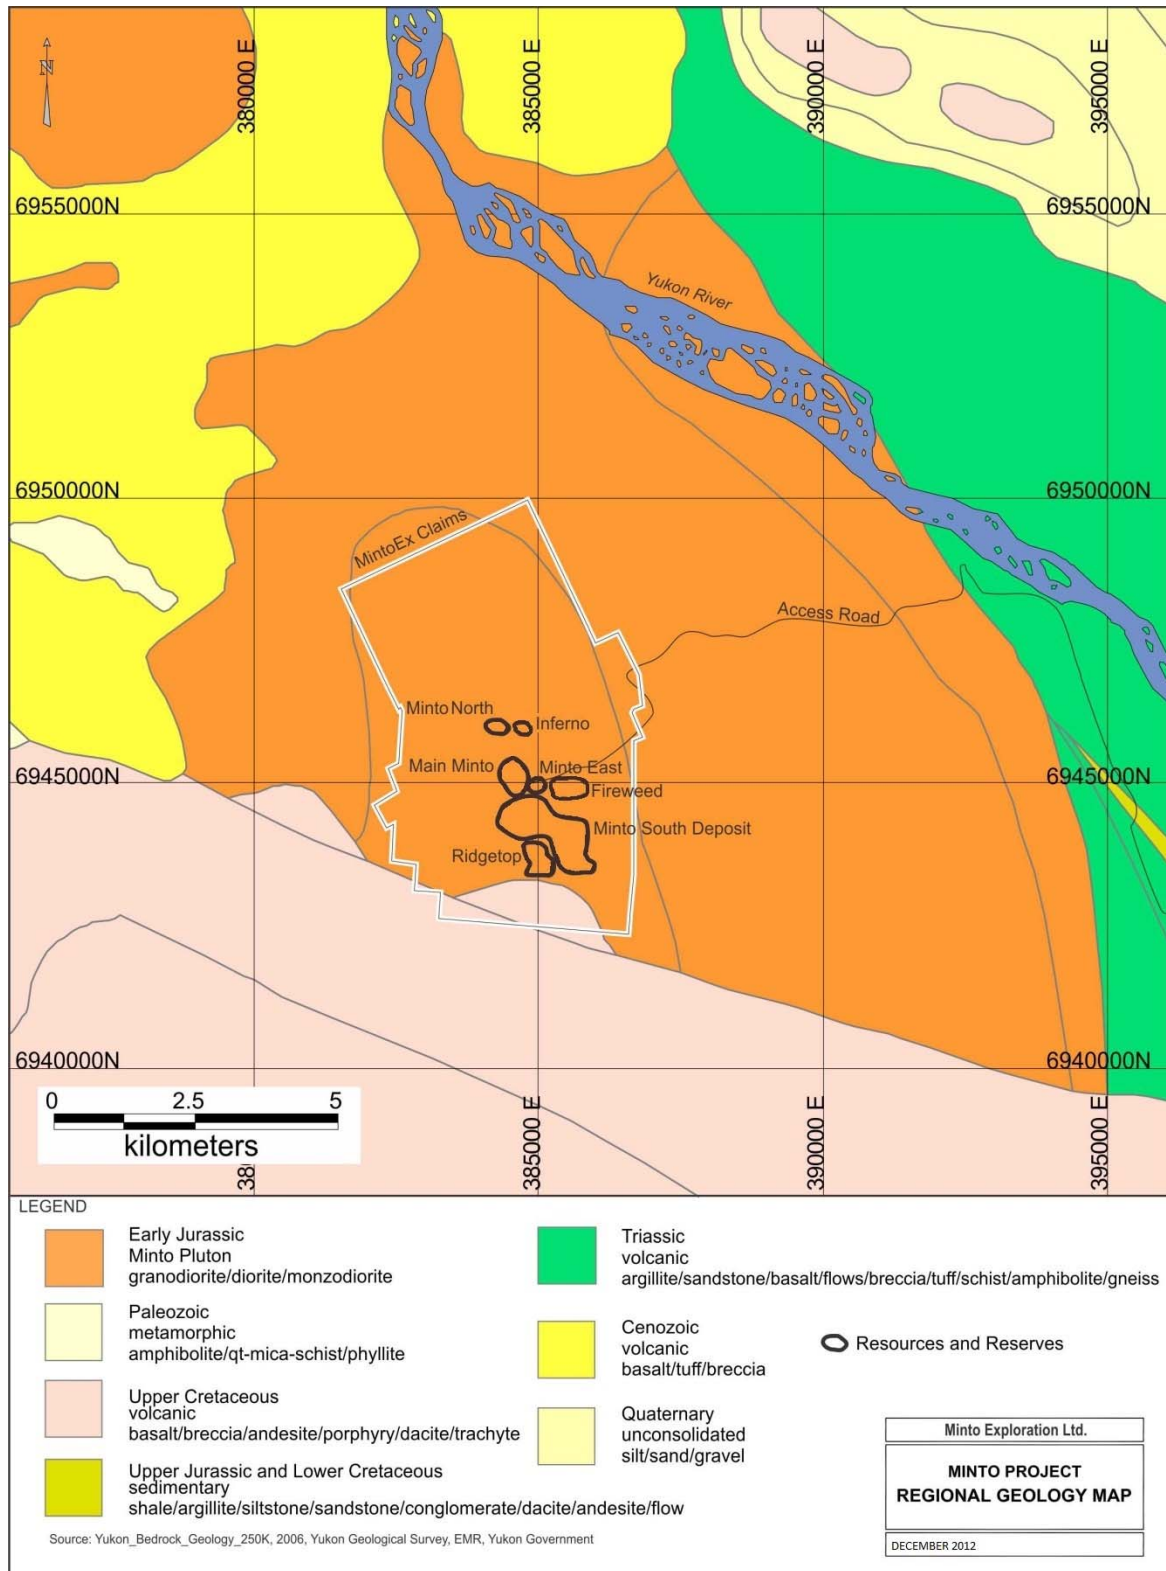 N
380000 E
385000 E
390000 E
395000 E
6955000N
6955000N
Yukon River
6950000N
6950000N
MintoEx Claims
Access Road
Minto North
Inferno
Main Minto
Minto East
6945000N
6945000N
Fireweed
Minto South Deposit
Ridgetop
6940000N
6940000N
0 2.5 5
kilometers
385000 E
390000 E
395000 E
LEGEND
Early Jurassic
Minto Pluton
granodiorite/diorite/monzodiorite
Paleozoic
metamorphic
amphibolite/qt-mica-schist/phyllite
Upper Cretaceous
volcanic
basalt/breccia/andesite/porphyry/dacite/trachyte
Upper Jurassic and Lower Cretaceous
sedimentary
shale/argillite/siltstone/sandstone/conglomerate/dacite/andesite/flow
Triassic
volcanic
argillite/sandstone/basalt/flows/breccia/tuff/schist/amphibolite/gneiss
Cenozoic
volcanic
basalt/tuff/breccia
Quaternary
unconsolidated
silt/sand/gravel
Resources and Reserves
Source: Yukon_Bedrock_Geology_250K, 2006, Yukon Geological Survey, EMR, Yukon Government
Minto Exploration Ltd.
MINTO PROJECT
REGIONAL GEOLOGY MAP
DECEMBER 2012